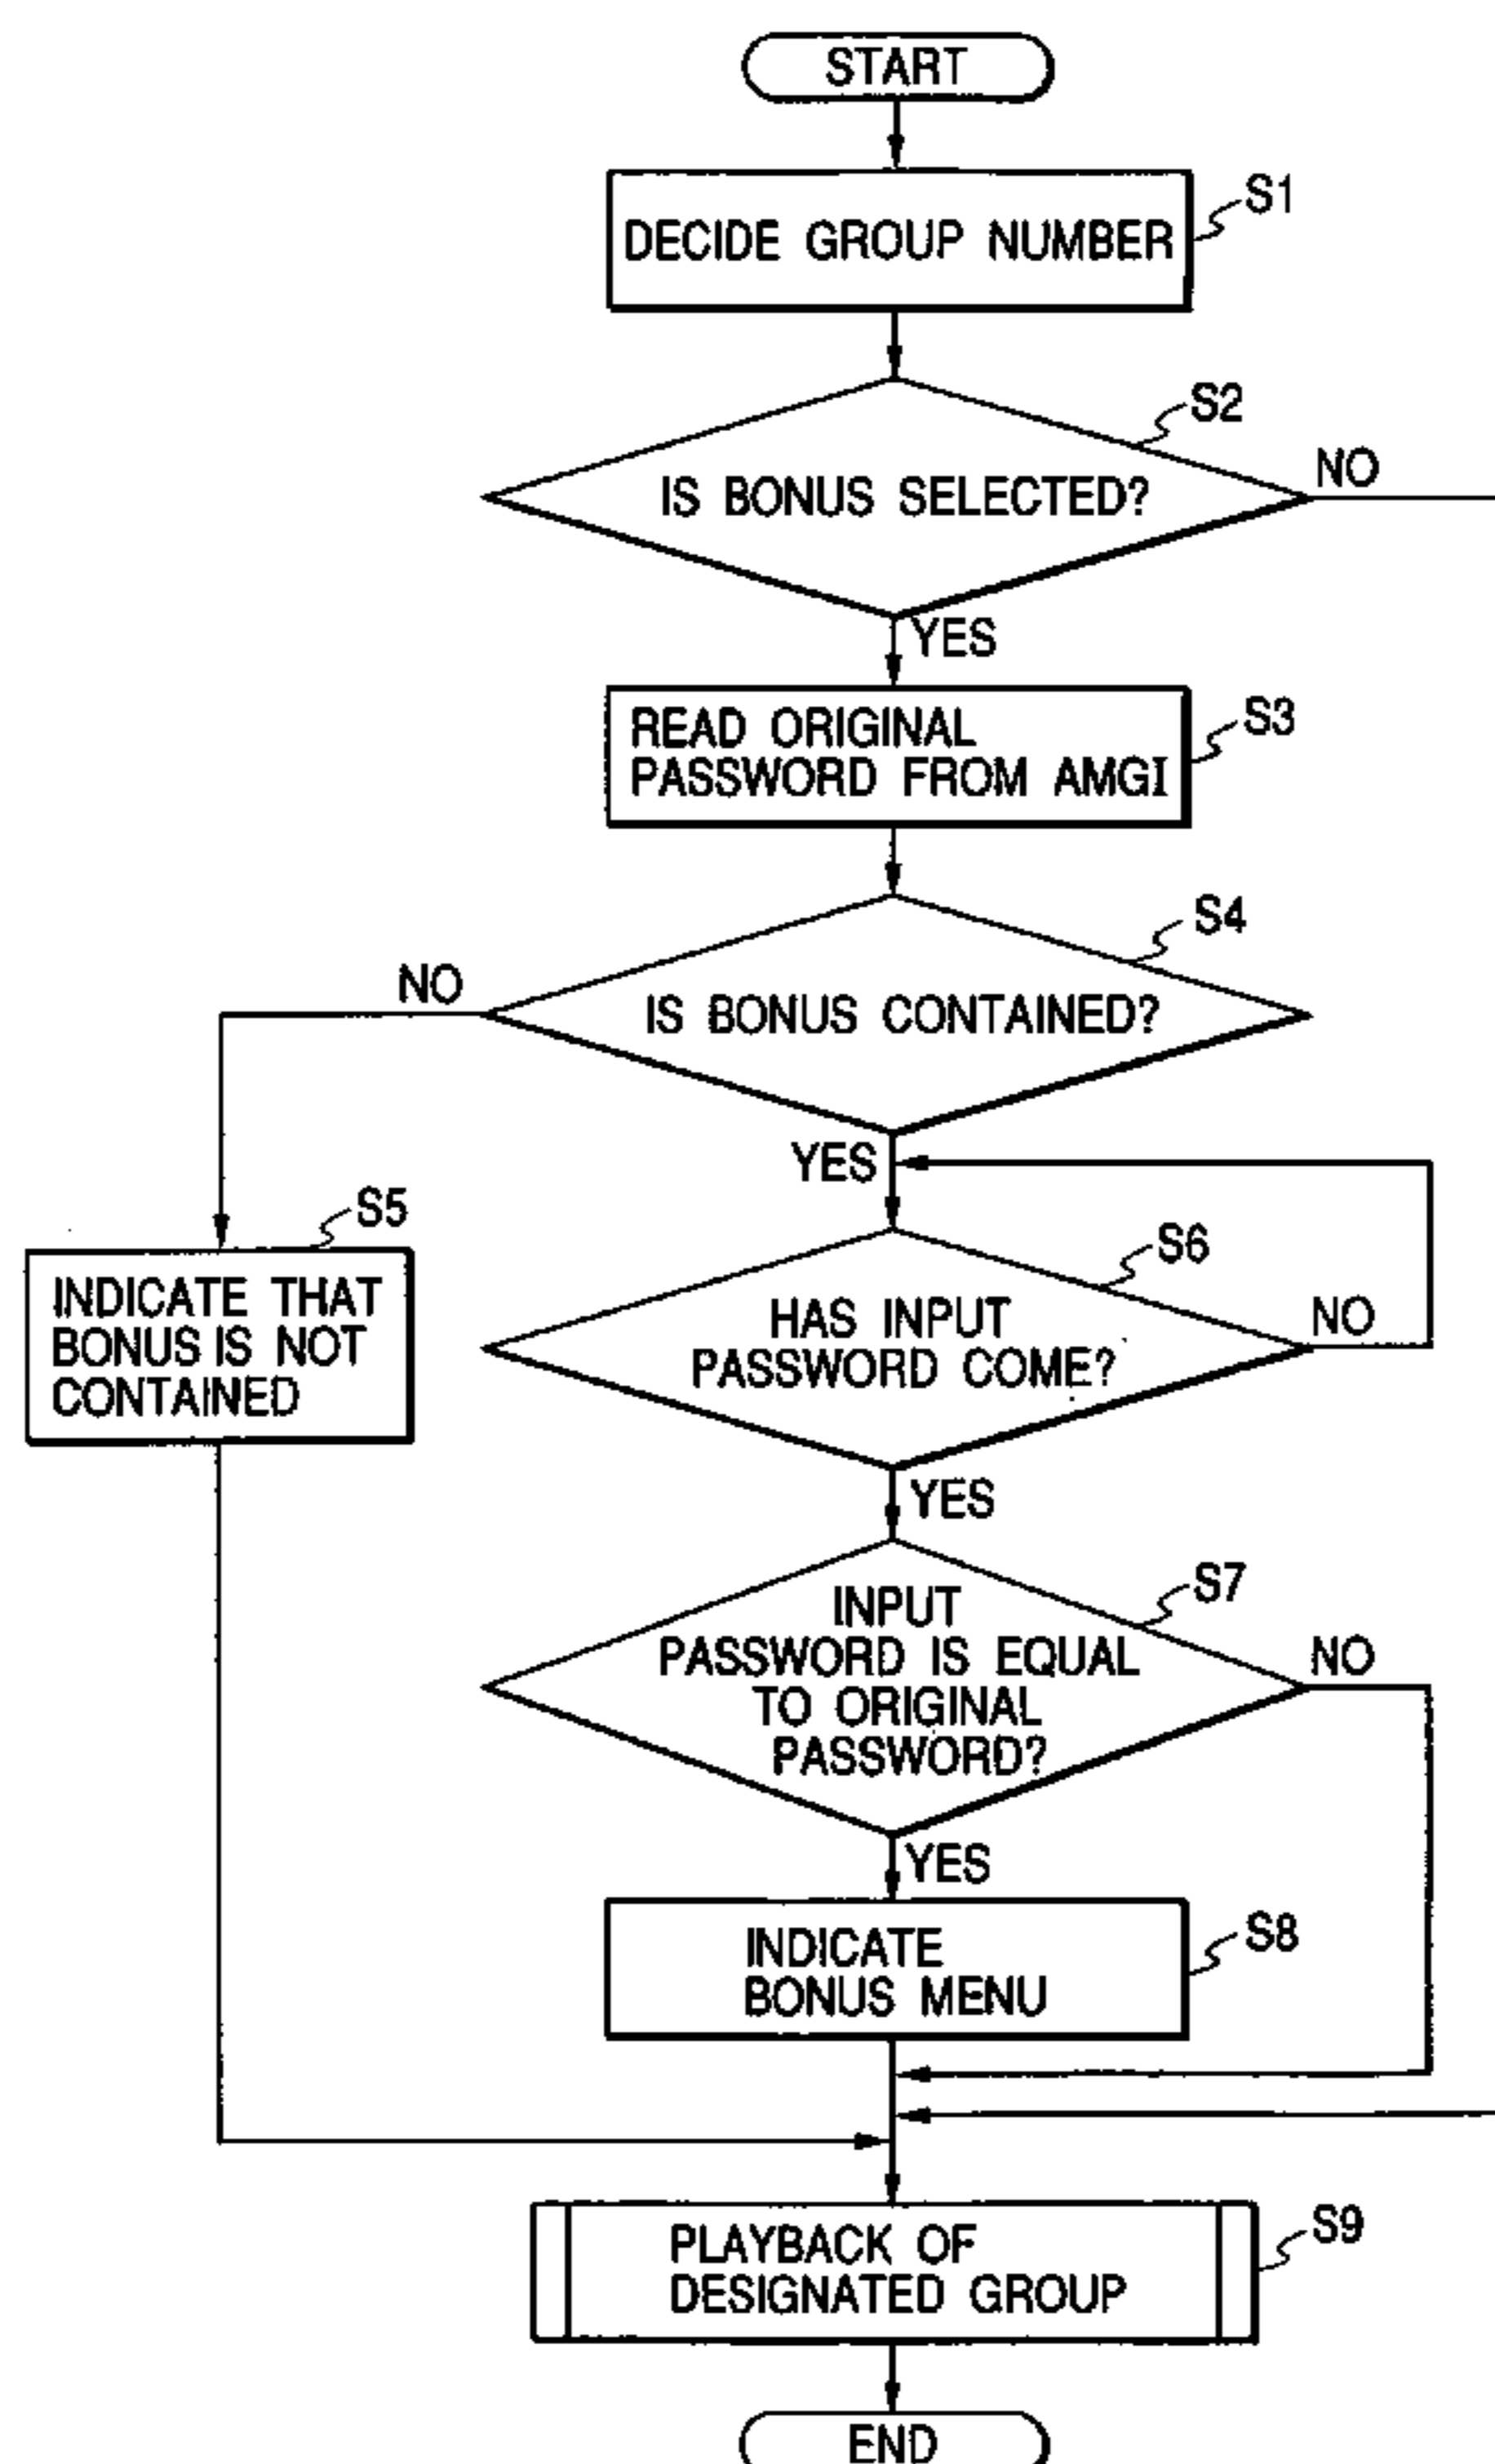 START
S1
DECIDE GROUP NUMBER
S2
IS BONUS SELECTED?
NO
YES
S3
READ ORIGINAL
PASSWORD FROM AMGI
S4
NO
IS BONUS CONTAINED?
YES
S5
INDICATE THAT
BONUS IS NOT
CONTAINED
S6
HAS INPUT
PASSWORD COME?
NO
YES
S7
INPUT
PASSWORD IS EQUAL
TO ORIGINAL
PASSWORD?
NO
YES
S8
INDICATE
BONUS MENU
S9
PLAYBACK OF
DESIGNATED GROUP
END